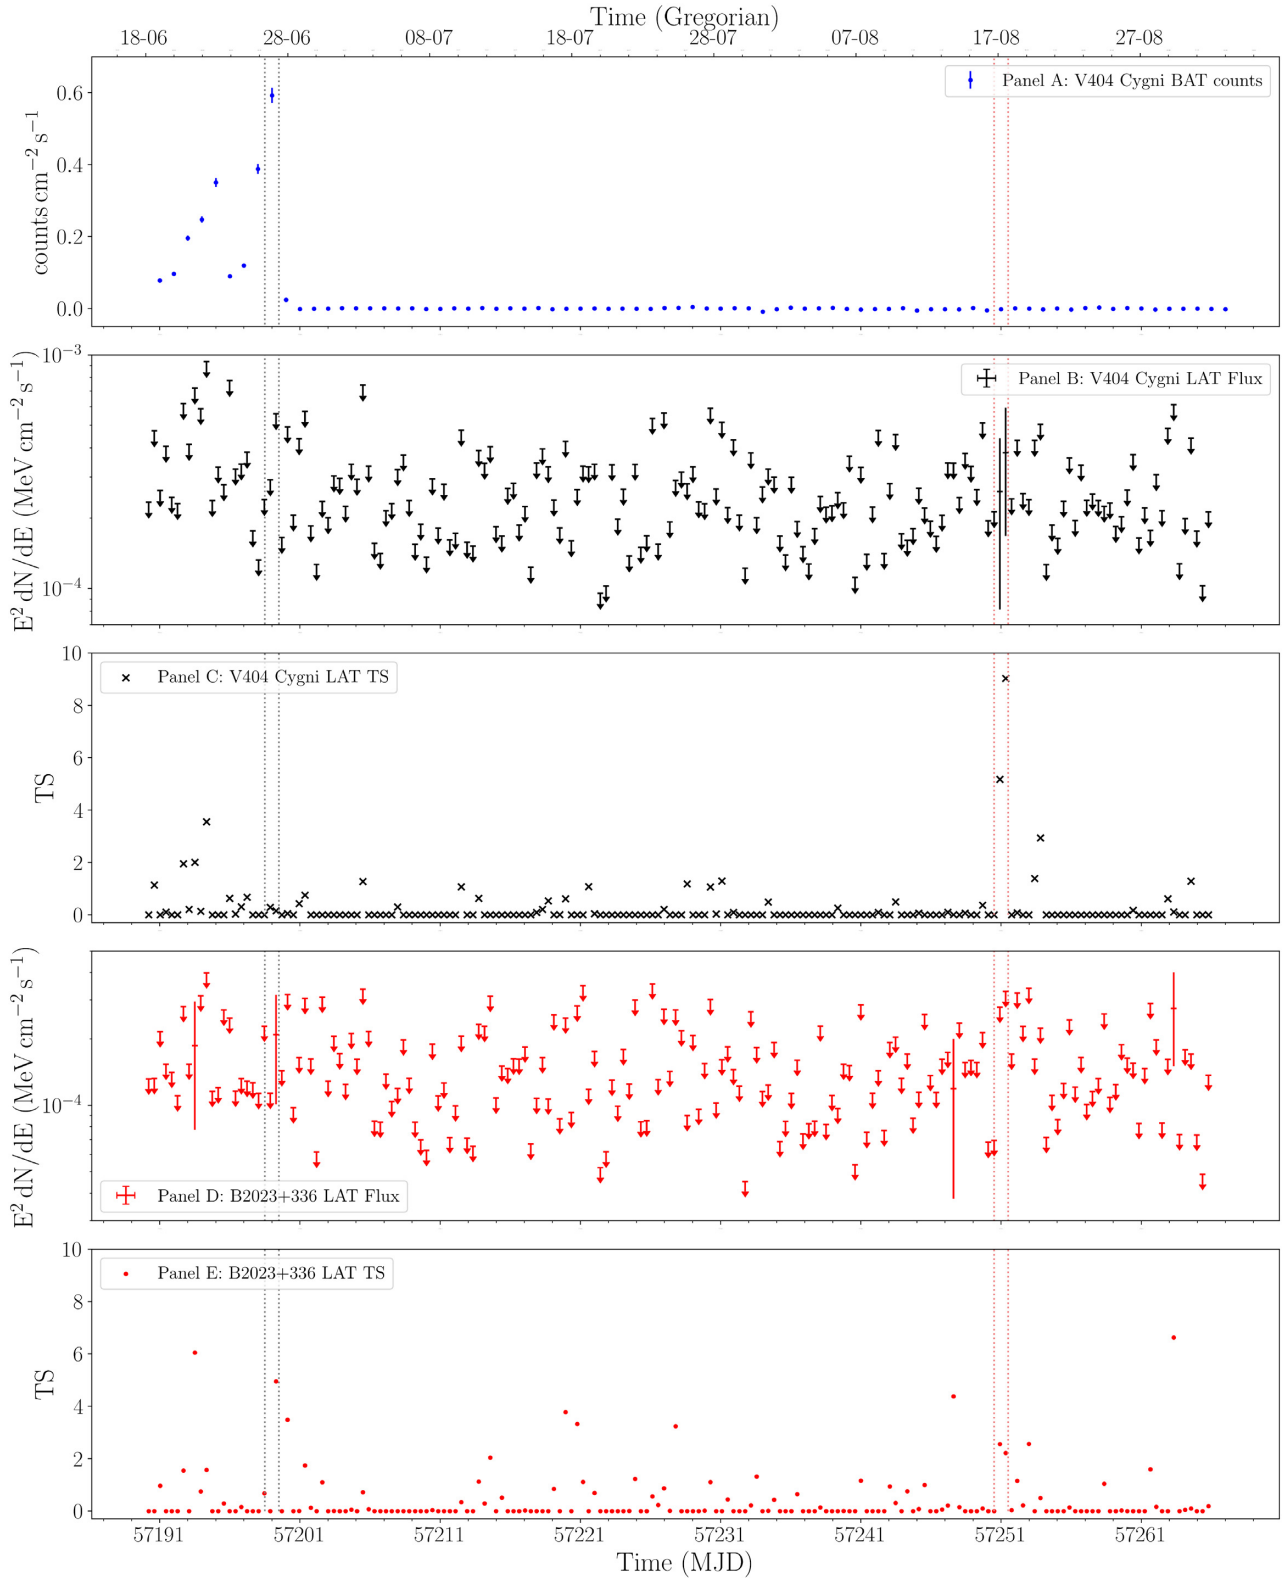 Time (Gregorian)
18-06 28-06 08-07 18-07 28-07 07-08 17-08 27-08
Panel A: V404 Cygni BAT counts
counts cm⁻² s⁻¹
0.6
0.4
0.2
0.0
Panel B: V404 Cygni LAT Flux
E² dN/dE (MeV cm⁻² s⁻¹)
10⁻³
10⁻⁴
Panel C: V404 Cygni LAT TS
TS
10
8
6
4
2
0
E² dN/dE (MeV cm⁻² s⁻¹)
10⁻⁴
Panel D: B2023+336 LAT Flux
Panel E: B2023+336 LAT TS
TS
10
8
6
4
2
0
57191 57201 57211 57221 57231 57241 57251 57261
Time (MJD)